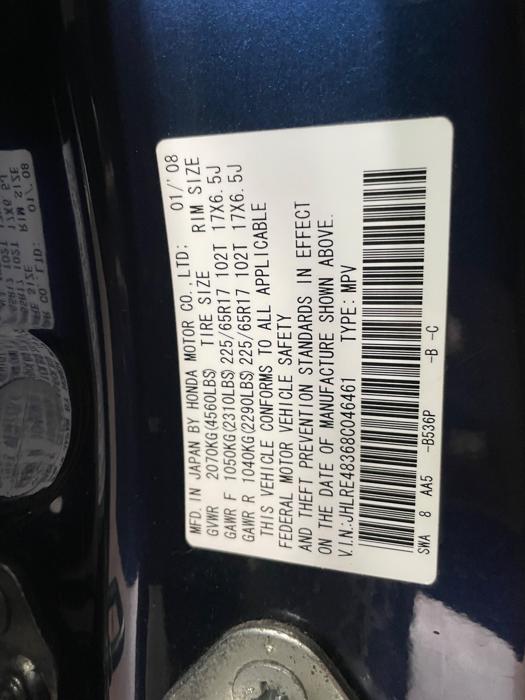 MFD. IN JAPAN BY HONDA MOTOR CO., LTD: 01/'08
GVWR 2070KG(4560LBS) TIRE SIZE RIM SIZE
GAWR F 1050KG(2310LBS) 225/65R17 102T 17X6.5J
GAWR R 1040KG(2290LBS) 225/65R17 102T 17X6.5J
THIS VEHICLE CONFORMS TO ALL APPLICABLE
FEDERAL MOTOR VEHICLE SAFETY
AND THEFT PREVENTION STANDARDS IN EFFECT
ON THE DATE OF MANUFACTURE SHOWN ABOVE.
V.I.N.:JHLRE48368C046461 TYPE: MPV
SWA 8 AA5 -B536P -B -C